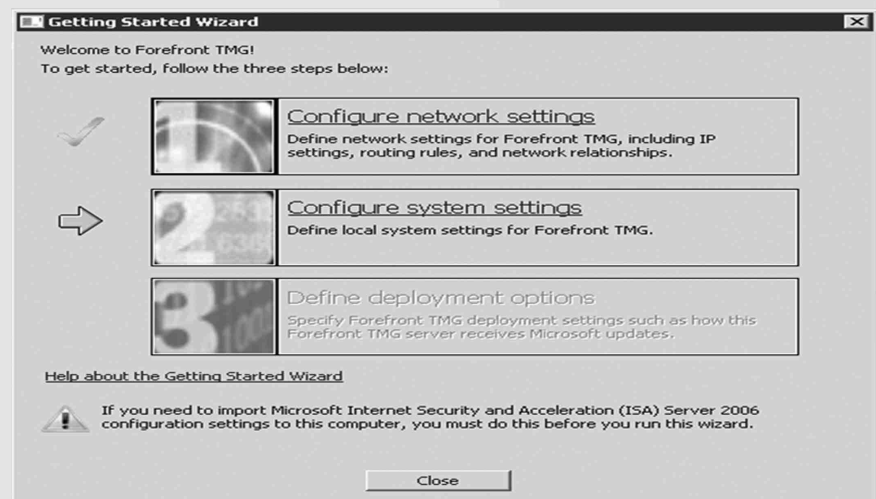 Getting Started Wizard
Welcome to Forefront TMG!
To get started, follow the three steps below:
Configure network settings
Define network settings for Forefront TMG, including IP
settings, routing rules, and network relationships.
2
Configure system settings
Define local system settings for Forefront TMG.
3
Define deployment options
Specify Forefront TMG deployment settings such as how this
Forefront TMG server receives Microsoft updates.
Help about the Getting Started Wizard
If you need to import Microsoft Internet Security and Acceleration (ISA) Server 2006
configuration settings to this computer, you must do this before you run this wizard.
Close